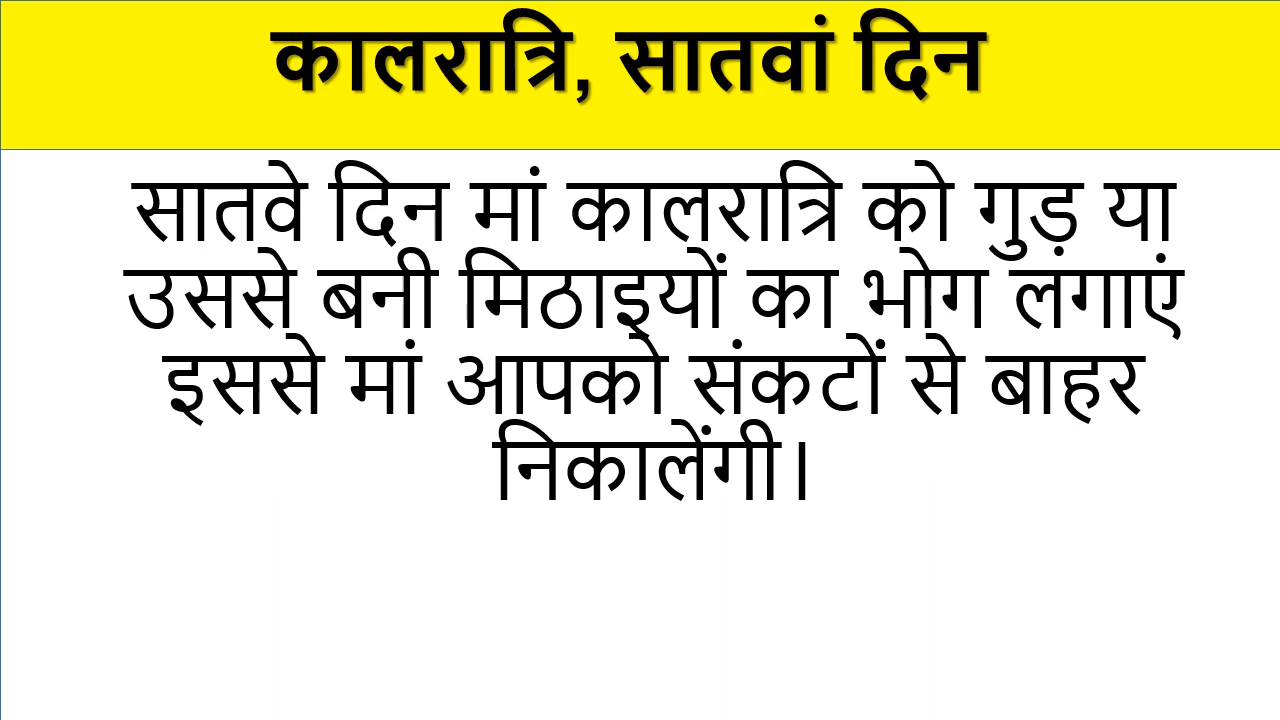 कालरात्रि, सातवां दिन
सातवे दिन मां कालरात्रि को गुड़ या
उससे बनी मिठाइयों का भोग लगाएं
इससे मां आपको संकटों से बाहर
निकालेंगी।